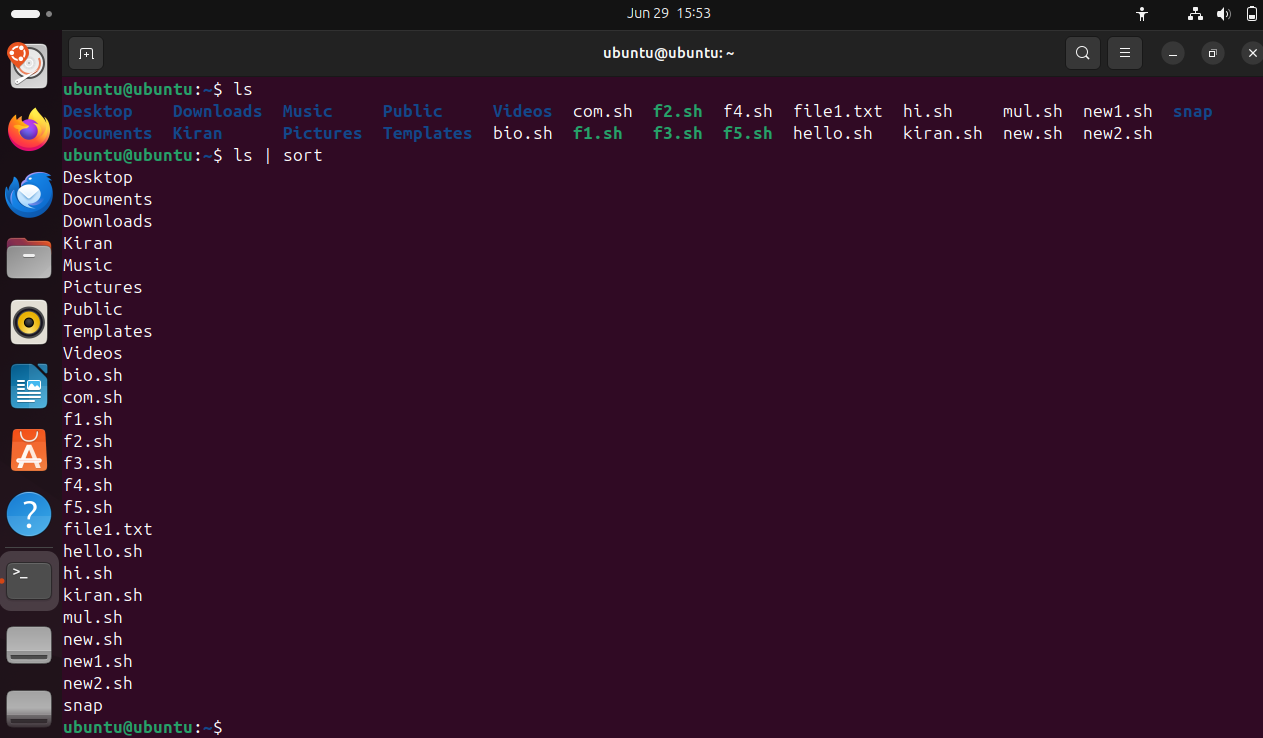 Jun 29 15:53
ubuntu@ubuntu: ~
ubuntu@ubuntu:~$ ls
Desktop Downloads Music Public Videos com.sh f2.sh f4.sh file1.txt hi.sh mul.sh new1.sh snap
Documents Kiran Pictures Templates bio.sh f1.sh f3.sh f5.sh hello.sh kiran.sh new.sh new2.sh
ubuntu@ubuntu:~$ ls | sort
Desktop
Documents
Downloads
Kiran
Music
Pictures
Public
Templates
Videos
bio.sh
com.sh
f1.sh
f2.sh
f3.sh
f4.sh
f5.sh
file1.txt
hello.sh
hi.sh
kiran.sh
mul.sh
new.sh
new1.sh
new2.sh
snap
ubuntu@ubuntu:~$